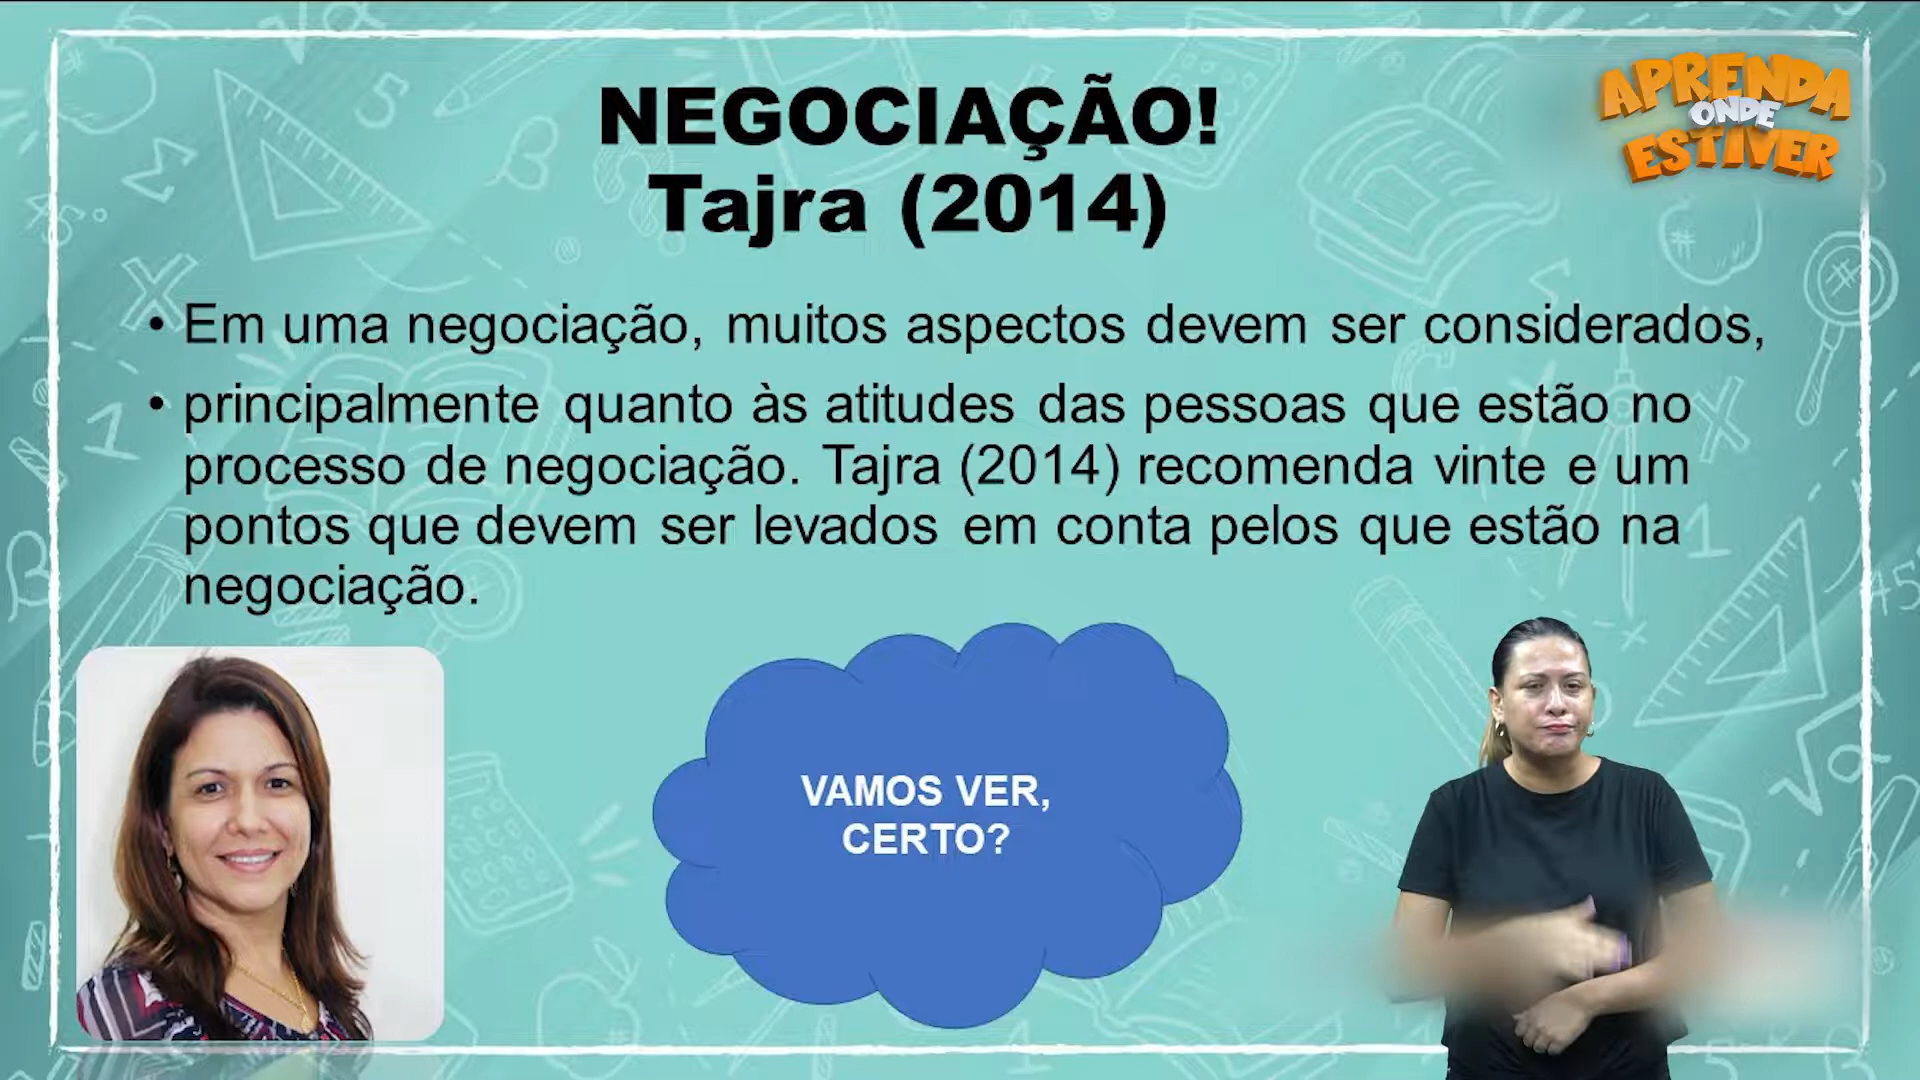 APRENDA
ONDE
ESTIVER
NEGOCIAÇÃO!
Tajra (2014)
• Em uma negociação, muitos aspectos devem ser considerados,
• principalmente quanto às atitudes das pessoas que estão no
processo de negociação. Tajra (2014) recomenda vinte e um
pontos que devem ser levados em conta pelos que estão na
negociação.
VAMOS VER,
CERTO?